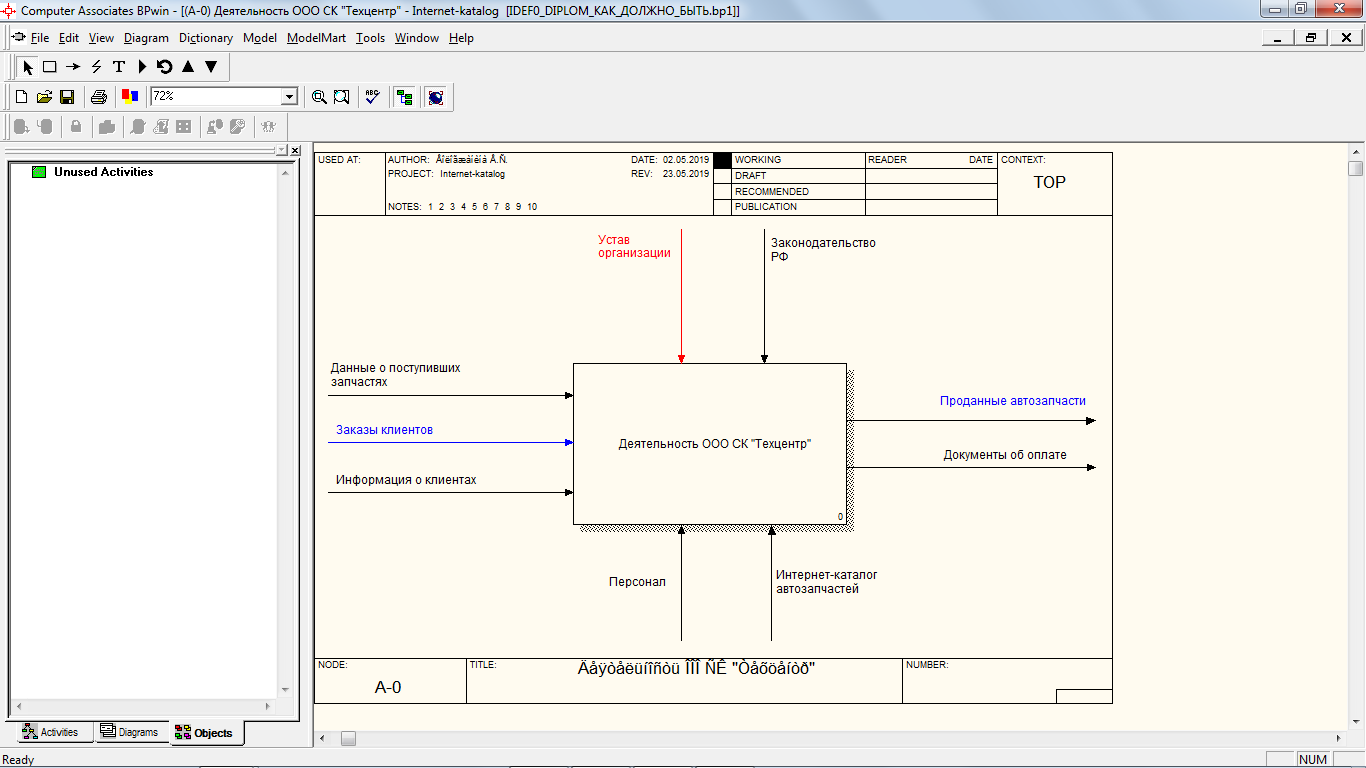 Computer Associates BPwin - [(A-0) Деятельность ООО СК "Техцентр" - Internet-katalog [IDEF0_DIPLOM_КАК_ДОЛЖНО_БЫТЬ.bp1]]
File Edit View Diagram Dictionary Model ModelMart Tools Window Help
72%
Unused Activities
USED AT:
AUTHOR:
DATE: 02.05.2019
PROJECT: Internet-katalog
REV: 23.05.2019
NOTES: 1 2 3 4 5 6 7 8 9 10
WORKING
DRAFT
RECOMMENDED
PUBLICATION
READER DATE
CONTEXT:
TOP
Устав
организации
Законодательство
РФ
Данные о поступивших
запчастях
Заказы клиентов
Информация о клиентах
Деятельность ООО СК "Техцентр"
0
Проданные автозапчасти
Документы об оплате
Персонал
Интернет-каталог
автозапчастей
NODE:
A-0
TITLE:
Äåÿòåëüíîñòü ÎÎÎ ÑÊ "Òåõöåíòð"
NUMBER:
Activities Diagrams Objects
Ready
NUM